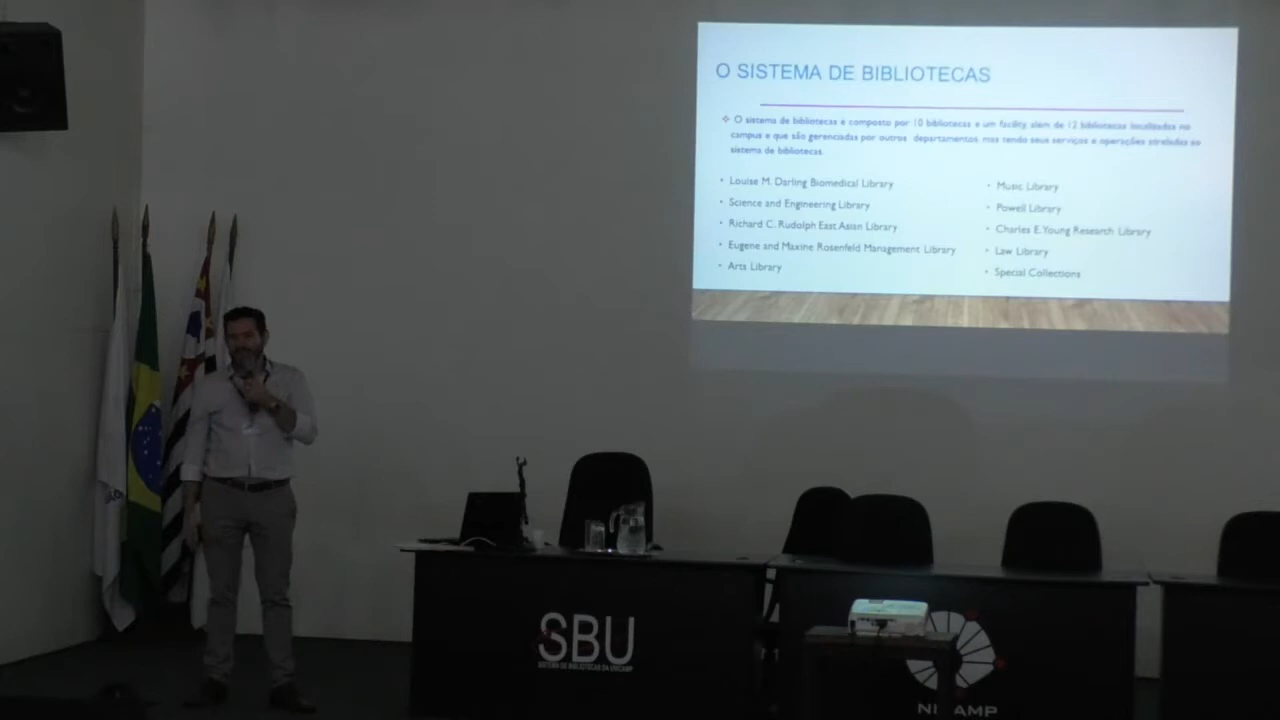 O SISTEMA DE BIBLIOTECAS
❖ O sistema de bibliotecas é composto por 10 bibliotecas e um facility, além de 12 bibliotecas localizadas no
campus e que são gerenciadas por outros departamentos mas tendo seus serviços e operações atreladas ao
sistema de bibliotecas.
• Louise M. Darling Biomedical Library
• Science and Engineering Library
• Richard C. Rudolph East Asian Library
• Eugene and Maxine Rosenfeld Management Library
• Arts Library
• Music Library
• Powell Library
• Charles E. Young Research Library
• Law Library
• Special Collections
SBU
SISTEMA DE BIBLIOTECAS DA UNICAMP